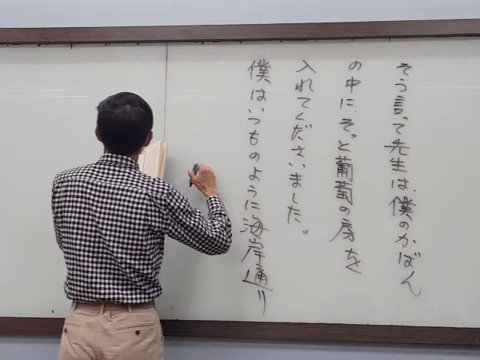 そう言って先生は、僕のかばん
の中に、そっと葡萄の房を
入れてくださいました。
僕はいつものように海岸通り